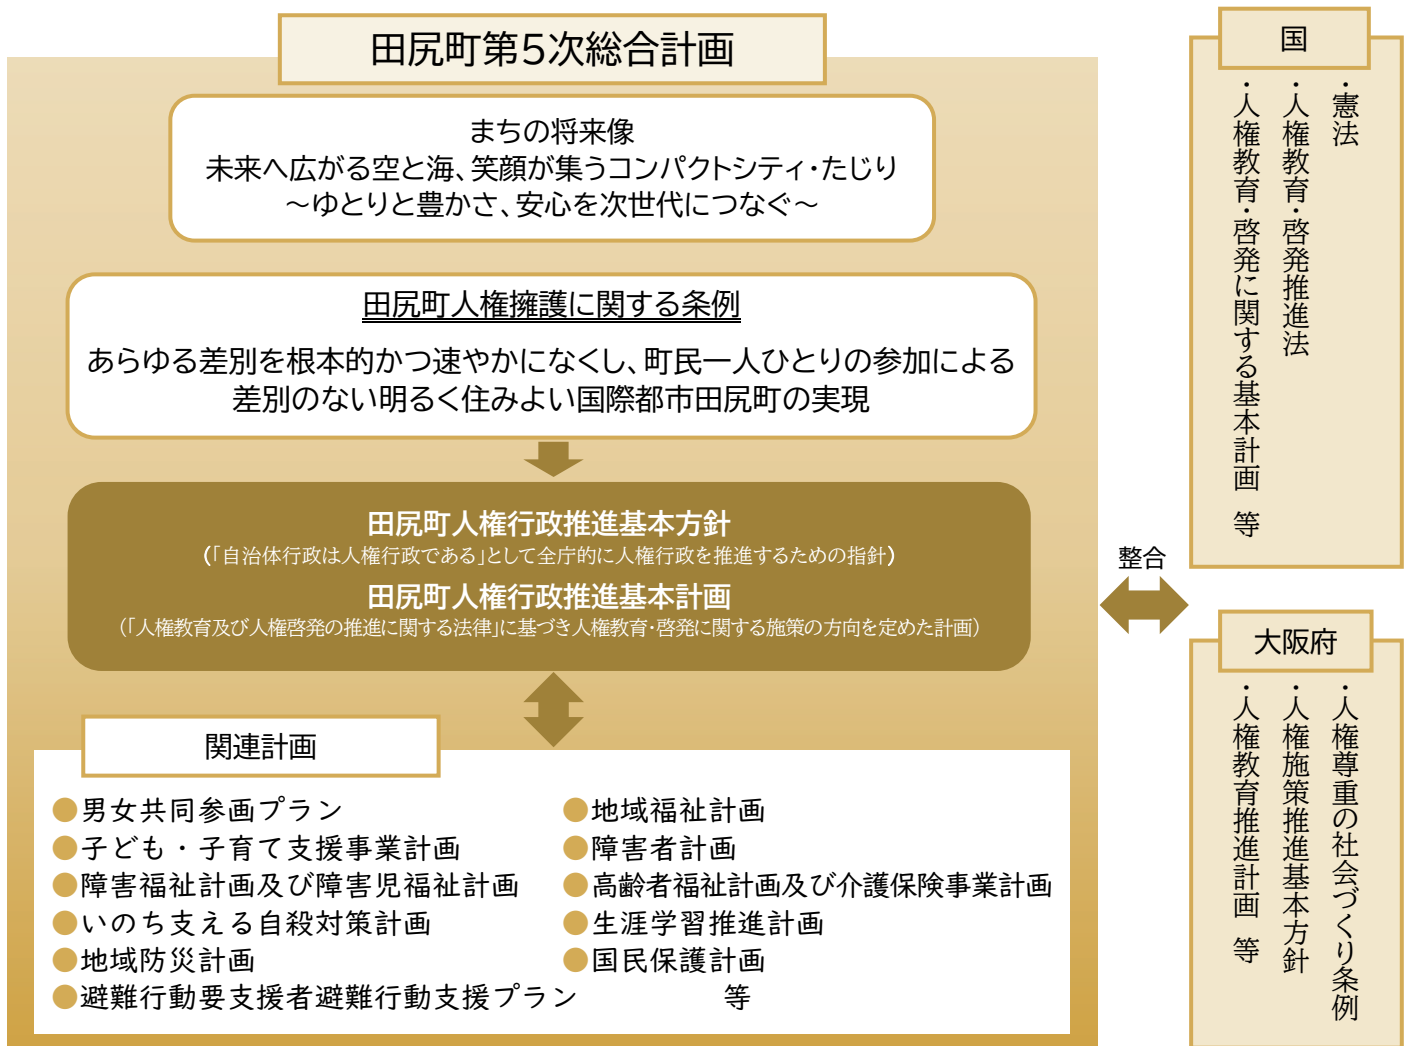 田尻町第5次総合計画
まちの将来像
未来へ広がる空と海、笑顔が集うコンパクトシティ・たじり
～ゆとりと豊かさ、安心を次世代につなぐ～
田尻町人権擁護に関する条例
あらゆる差別を根本的かつ速やかになくし、町民一人ひとりの参加による
差別のない明るく住みよい国際都市田尻町の実現
田尻町人権行政推進基本方針
(「自治体行政は人権行政である」として全庁的に人権行政を推進するための指針)
田尻町人権行政推進基本計画
(「人権教育及び人権啓発の推進に関する法律」に基づき人権教育・啓発に関する施策の方向を定めた計画)
関連計画
●男女共同参画プラン
●子ども・子育て支援事業計画
●障害福祉計画及び障害児福祉計画
●いのち支える自殺対策計画
●地域防災計画
●避難行動要支援者避難行動支援プラン 等
●地域福祉計画
●障害者計画
●高齢者福祉計画及び介護保険事業計画
●生涯学習推進計画
●国民保護計画
整合
国
・憲法
・人権教育・啓発推進法
・人権教育・啓発に関する基本計画 等
大阪府
・人権尊重の社会づくり条例
・人権施策推進基本方針
・人権教育推進計画 等